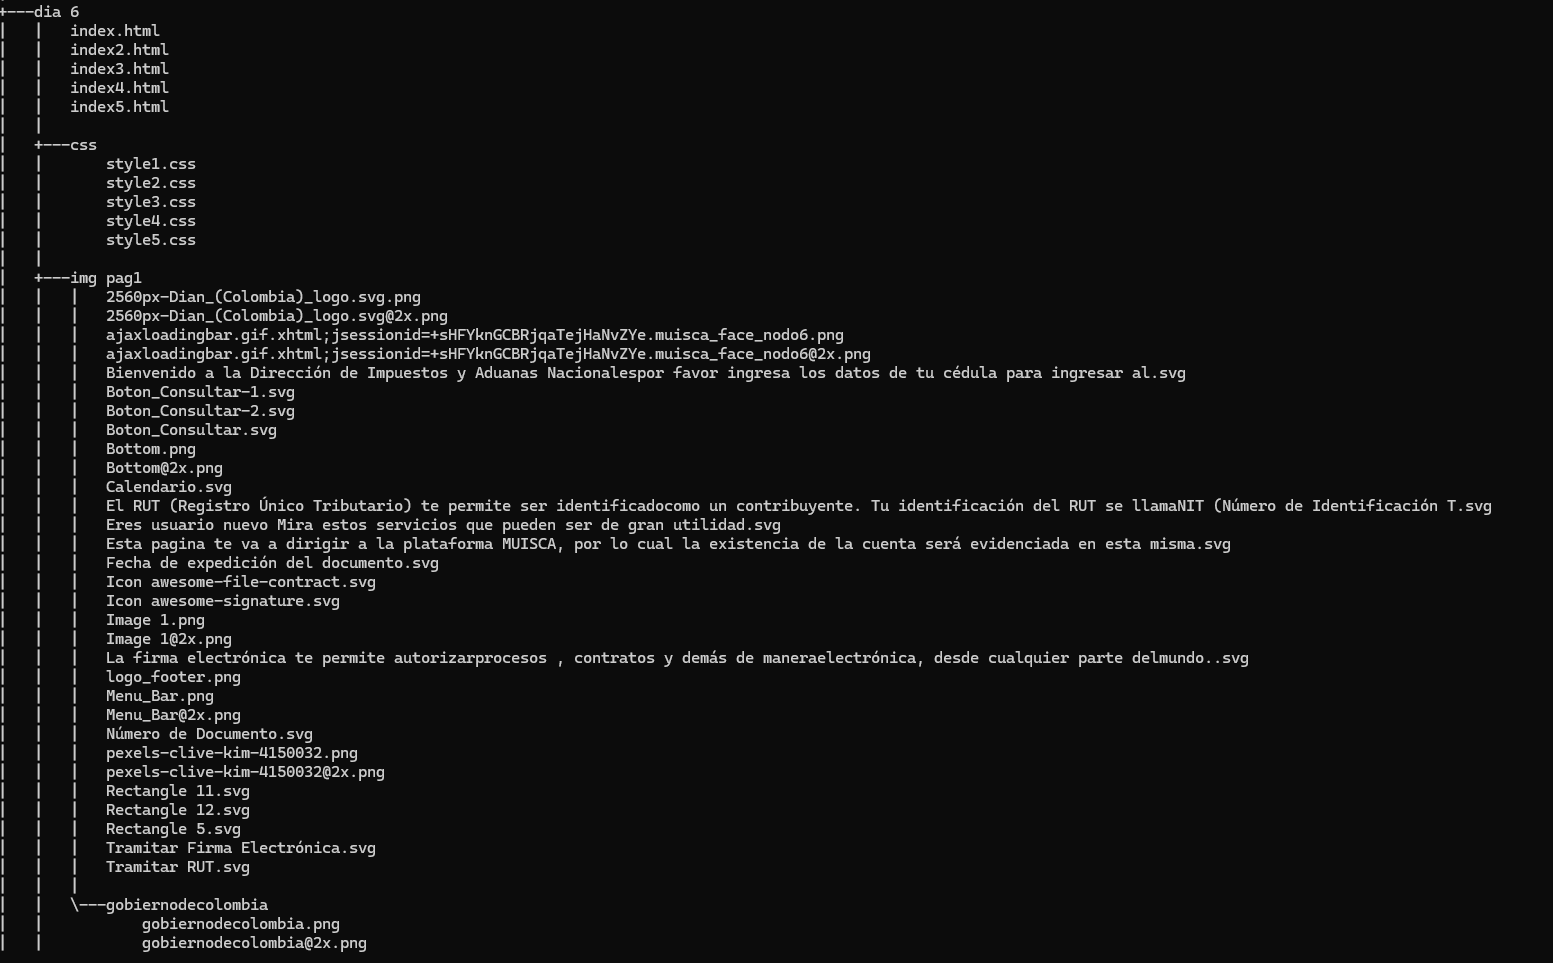 +---dia 6
|   |   index.html
|   |   index2.html
|   |   index3.html
|   |   index4.html
|   |   index5.html
|   |
|   +---css
|   |       style1.css
|   |       style2.css
|   |       style3.css
|   |       style4.css
|   |       style5.css
|   |
|   +---img pag1
|   |   |   2560px-Dian_(Colombia)_logo.svg.png
|   |   |   2560px-Dian_(Colombia)_logo.svg@2x.png
|   |   |   ajaxloadingbar.gif.xhtml;jsessionid=+sHFYknGCBRjqaTejHaNvZYe.muisca_face_nodo6.png
|   |   |   ajaxloadingbar.gif.xhtml;jsessionid=+sHFYknGCBRjqaTejHaNvZYe.muisca_face_nodo6@2x.png
|   |   |   Bienvenido a la Dirección de Impuestos y Aduanas Nacionalespor favor ingresa los datos de tu cédula para ingresar al.svg
|   |   |   Boton_Consultar-1.svg
|   |   |   Boton_Consultar-2.svg
|   |   |   Boton_Consultar.svg
|   |   |   Bottom.png
|   |   |   Bottom@2x.png
|   |   |   Calendario.svg
|   |   |   El RUT (Registro Único Tributario) te permite ser identificadocomo un contribuyente. Tu identificación del RUT se llamaNIT (Número de Identificación T.svg
|   |   |   Eres usuario nuevo Mira estos servicios que pueden ser de gran utilidad.svg
|   |   |   Esta pagina te va a dirigir a la plataforma MUISCA, por lo cual la existencia de la cuenta será evidenciada en esta misma.svg
|   |   |   Fecha de expedición del documento.svg
|   |   |   Icon awesome-file-contract.svg
|   |   |   Icon awesome-signature.svg
|   |   |   Image 1.png
|   |   |   Image 1@2x.png
|   |   |   La firma electrónica te permite autorizarprocesos , contratos y demás de maneraelectrónica, desde cualquier parte delmundo..svg
|   |   |   logo_footer.png
|   |   |   Menu_Bar.png
|   |   |   Menu_Bar@2x.png
|   |   |   Número de Documento.svg
|   |   |   pexels-clive-kim-4150032.png
|   |   |   pexels-clive-kim-4150032@2x.png
|   |   |   Rectangle 11.svg
|   |   |   Rectangle 12.svg
|   |   |   Rectangle 5.svg
|   |   |   Tramitar Firma Electrónica.svg
|   |   |   Tramitar RUT.svg
|   |   |
|   |   \---gobiernodecolombia
|   |           gobiernodecolombia.png
|   |           gobiernodecolombia@2x.png